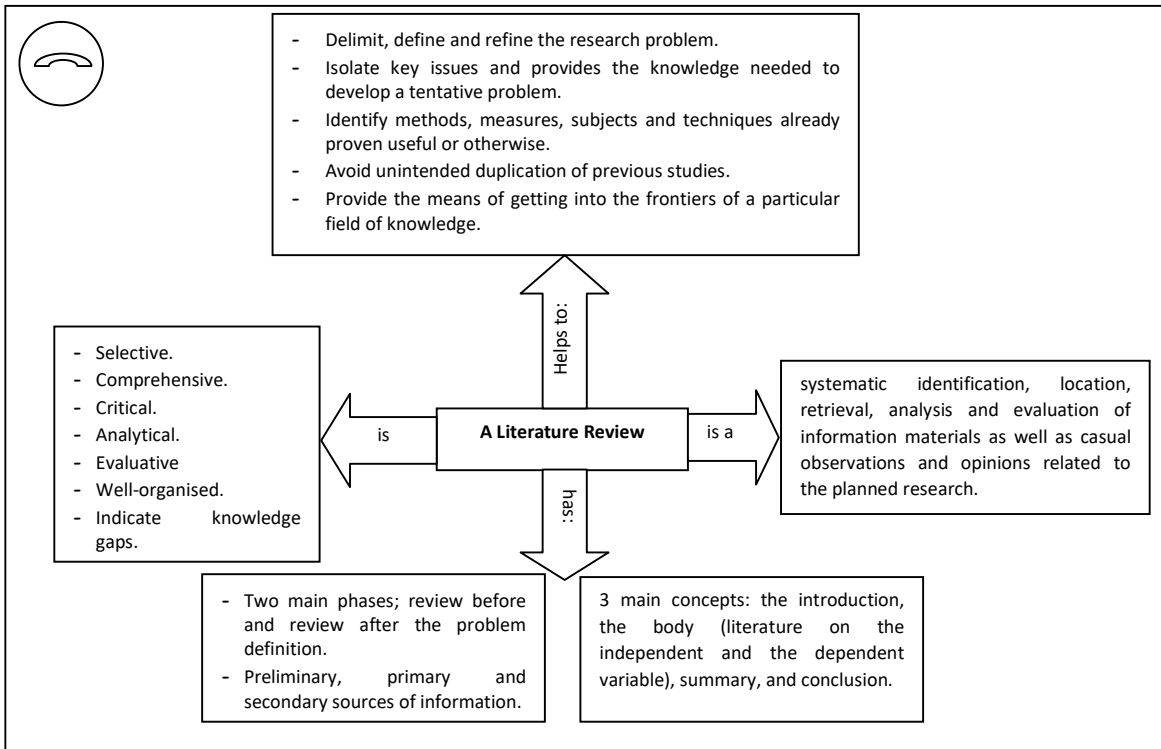 - Delimit, define and refine the research problem.
- Isolate key issues and provides the knowledge needed to
develop a tentative problem.
- Identify methods, measures, subjects and techniques already
proven useful or otherwise.
- Avoid unintended duplication of previous studies.
- Provide the means of getting into the frontiers of a particular
field of knowledge.
Helps to:
- Selective.
- Comprehensive.
- Critical.
- Analytical.
- Evaluative
- Well-organised.
- Indicate knowledge
gaps.
is
A Literature Review
is a
systematic identification, location,
retrieval, analysis and evaluation of
information materials as well as casual
observations and opinions related to
the planned research.
has:
- Two main phases; review before
and review after the problem
definition.
- Preliminary, primary and
secondary sources of information.
3 main concepts: the introduction,
the body (literature on the
independent and the dependent
variable), summary, and conclusion.